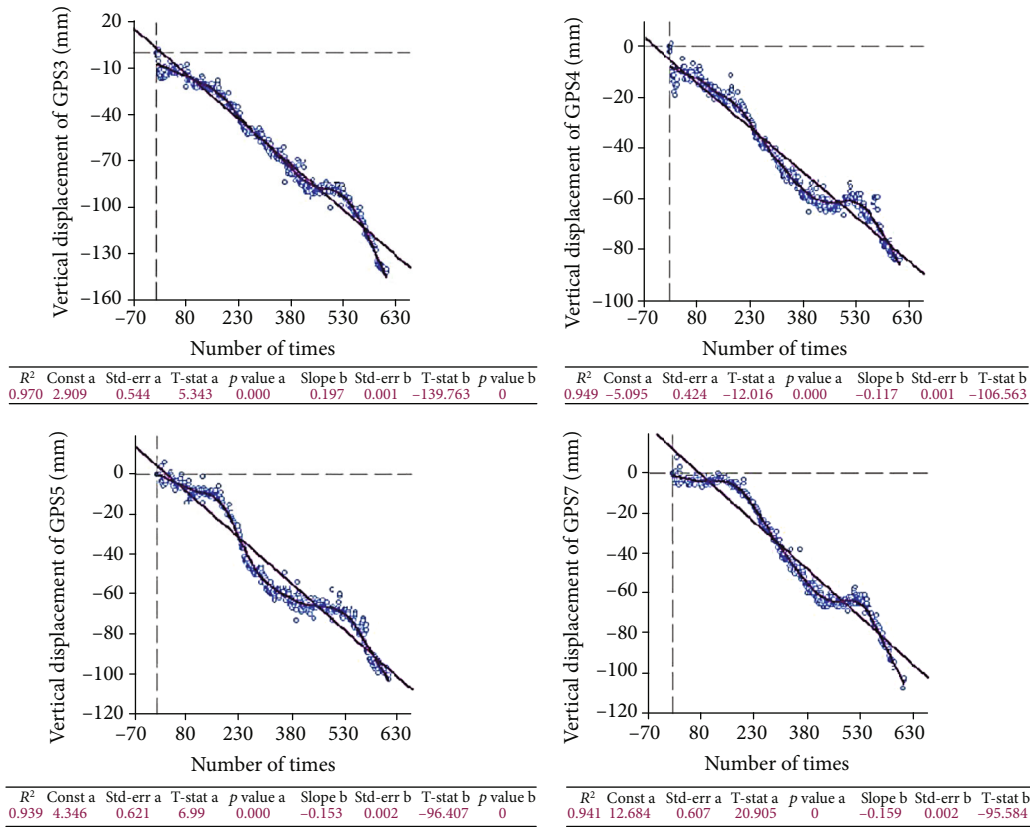 Vertical displacement of GPS3 (mm)
20
−10
−40
−70
−100
−130
−160
−70 80 230 380 530 630
Number of times
R² Const a Std-err a T-stat a p value a Slope b Std-err b T-stat b p value b
0.970 2.909 0.544 5.343 0.000 0.197 0.001 −139.763 0
Vertical displacement of GPS4 (mm)
0
−20
−40
−60
−80
−100
−70 80 230 380 530 630
Number of times
R² Const a Std-err a T-stat a p value a Slope b Std-err b T-stat b
0.949 −5.095 0.424 −12.016 0.000 −0.117 0.001 −106.563
Vertical displacement of GPS5 (mm)
0
−20
−40
−60
−80
−100
−120
−70 80 230 380 530 630
Number of times
R² Const a Std-err a T-stat a p value a Slope b Std-err b T-stat b p value b
0.939 4.346 0.621 6.99 0.000 −0.153 0.002 −96.407 0
Vertical displacement of GPS7 (mm)
0
−20
−40
−60
−80
−100
−120
−70 80 230 380 530 630
Number of times
R² Const a Std-err a T-stat a p value a Slope b Std-err b T-stat b
0.941 12.684 0.607 20.905 0 −0.159 0.002 −95.584